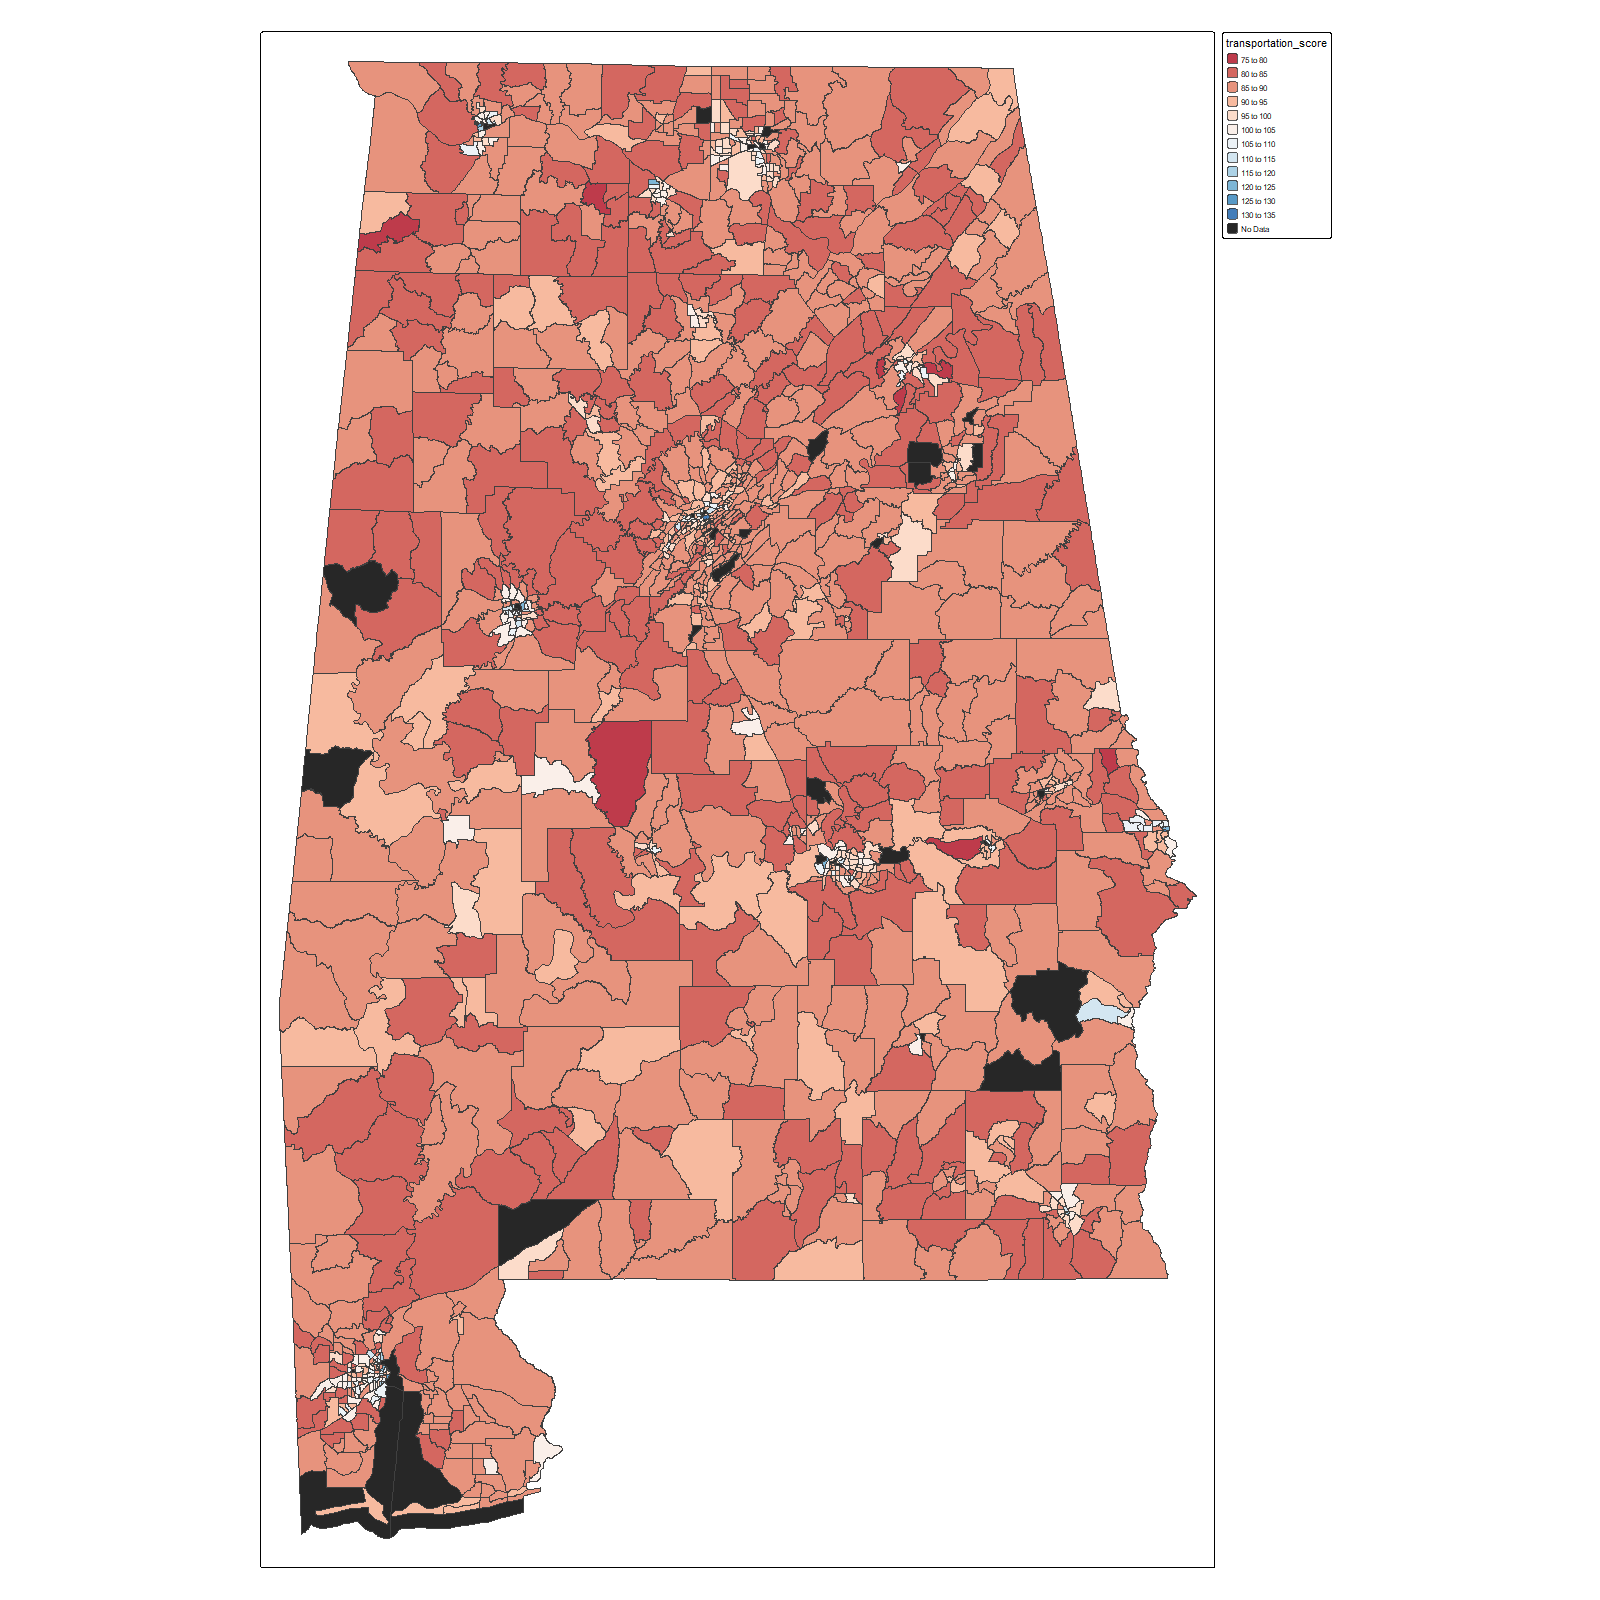 transportation_score
75 to 80
80 to 85
85 to 90
90 to 95
95 to 100
100 to 105
105 to 110
110 to 115
115 to 120
120 to 125
125 to 130
130 to 135
No Data